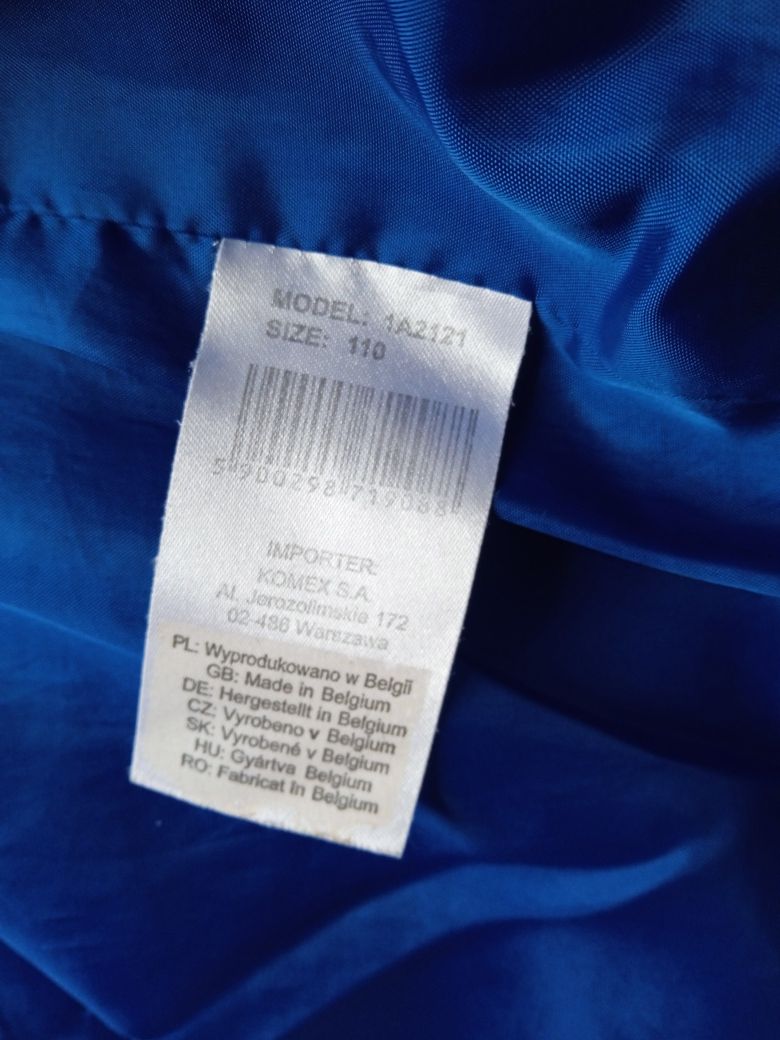 MODEL: 1A2121
SIZE: 110
5 900298 719088
IMPORTER:
KOMEX S.A.
Al. Jerozolimskie 172
02-486 Warszawa
PL: Wyprodukowano w Belgii
GB: Made in Belgium
DE: Hergestellt in Belgium
CZ: Vyrobeno v Belgium
SK: Vyrobené v Belgium
HU: Gyártva Belgium
RO: Fabricat în Belgium